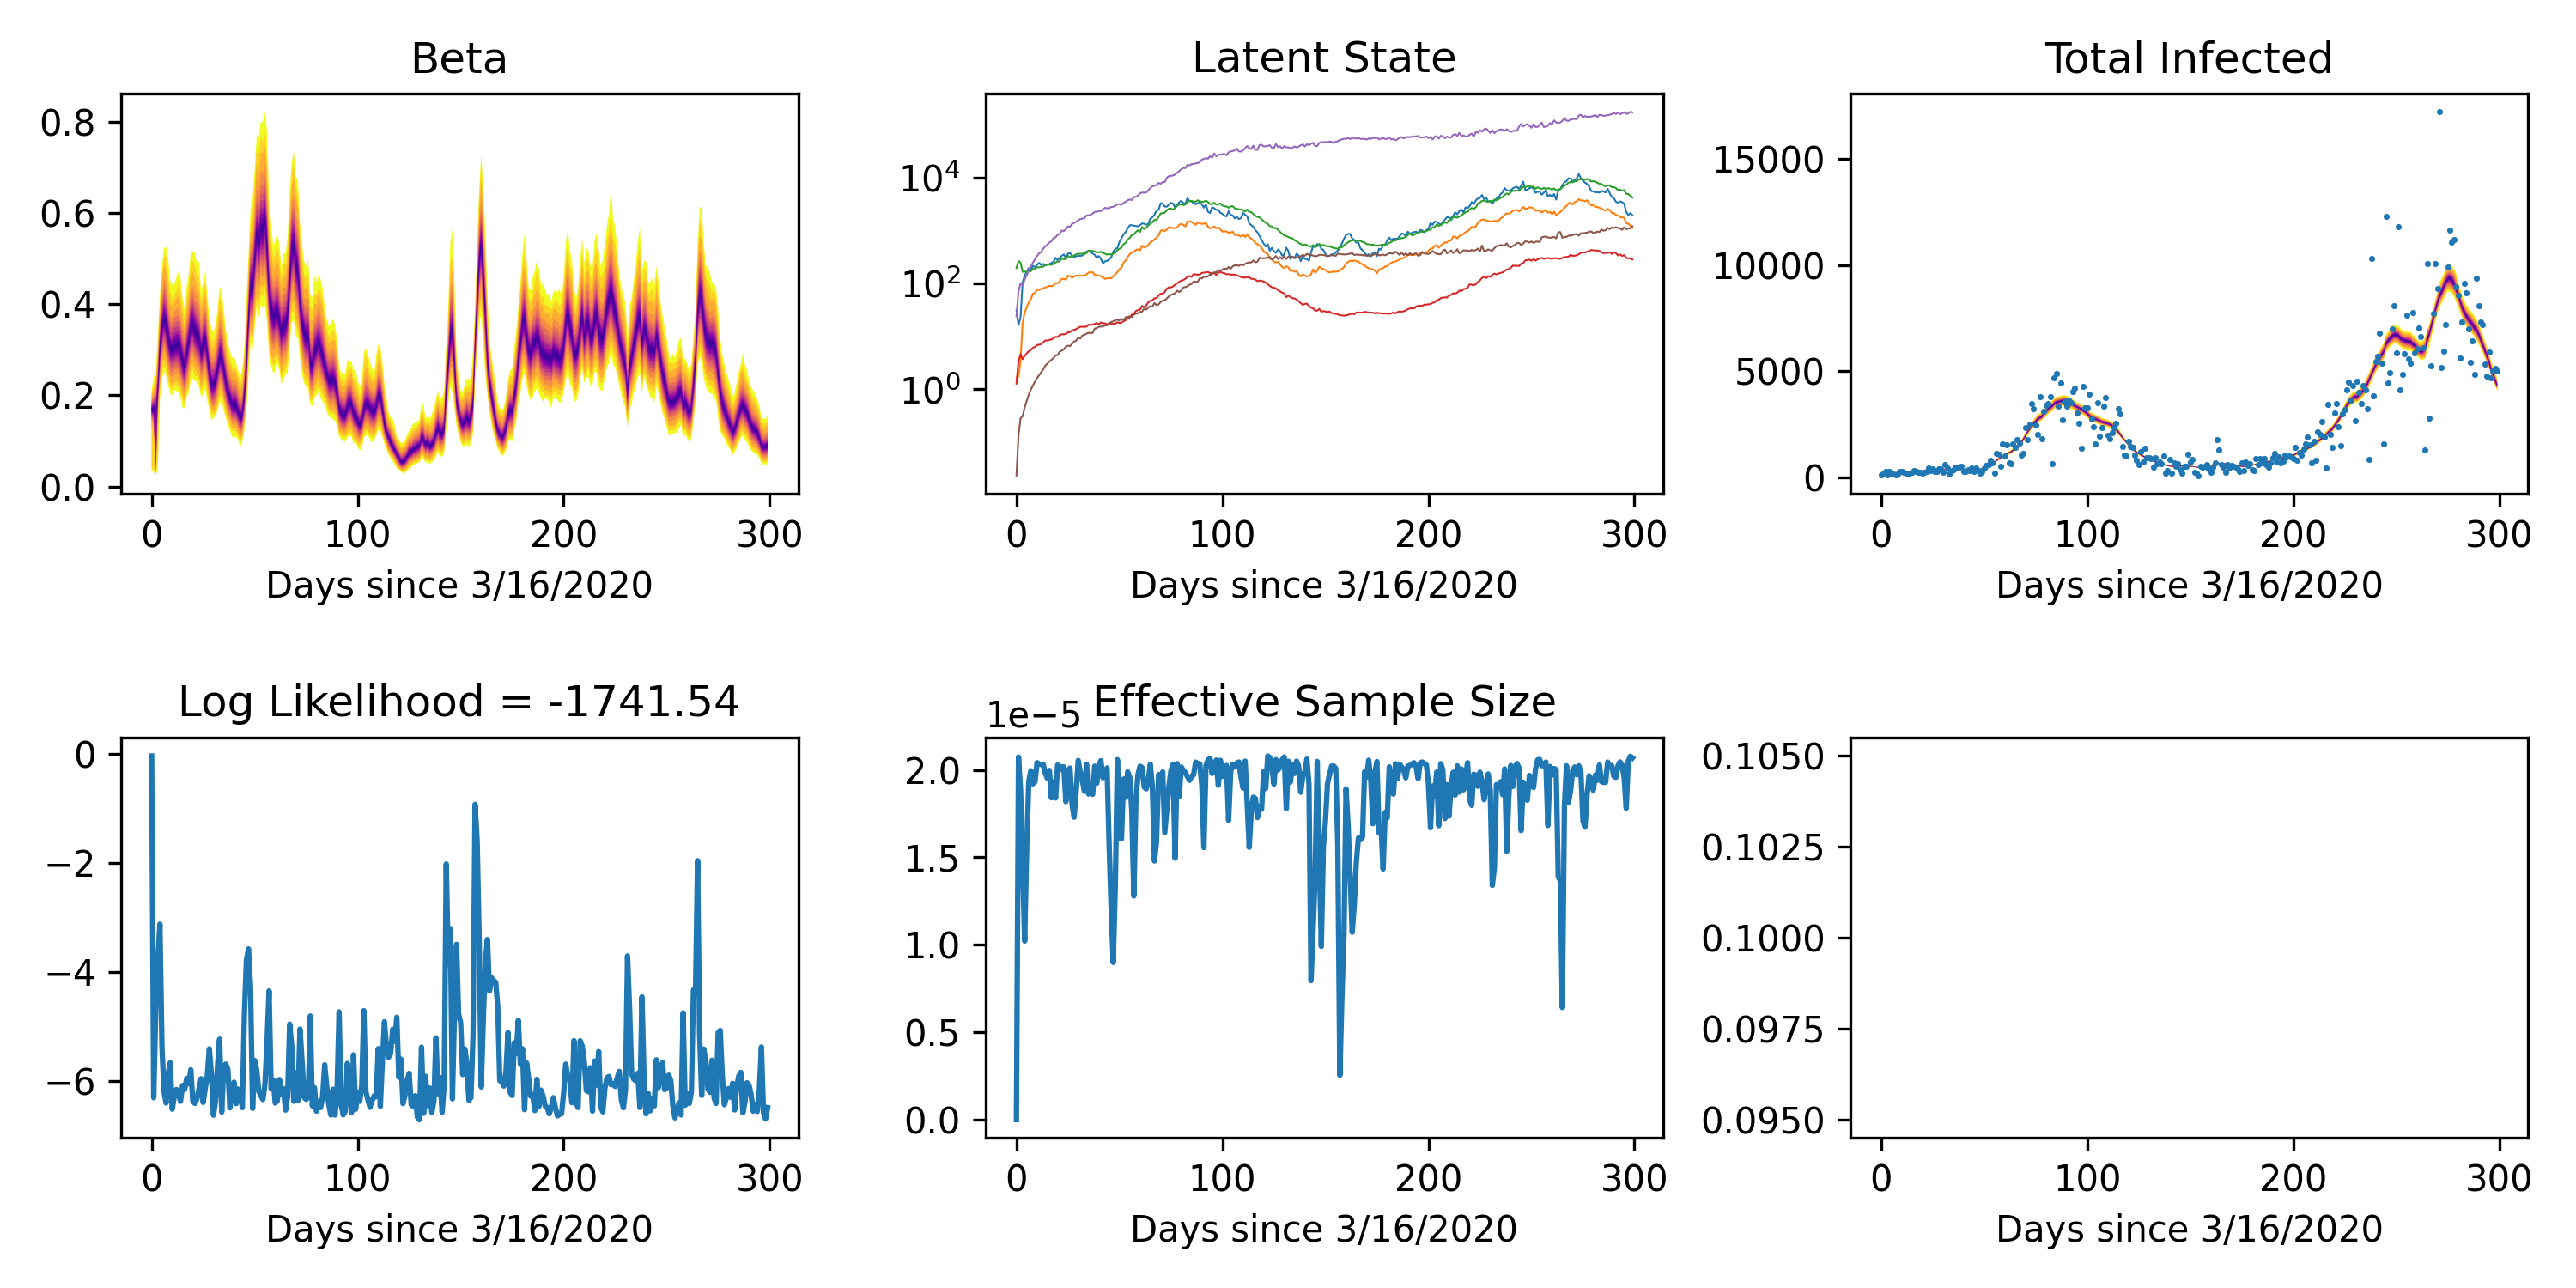 Beta
0.8
0.6
0.4
0.2
0.0
0 100 200 300
Days since 3/16/2020
Latent State
10⁴
10²
10⁰
0 100 200 300
Days since 3/16/2020
Total Infected
15000
10000
5000
0
0 100 200 300
Days since 3/16/2020
Log Likelihood = -1741.54
0
−2
−4
−6
0 100 200 300
Days since 3/16/2020
Effective Sample Size
1e−5
2.0
1.5
1.0
0.5
0.0
0 100 200 300
Days since 3/16/2020
0.1050
0.1025
0.1000
0.0975
0.0950
0 100 200 300
Days since 3/16/2020